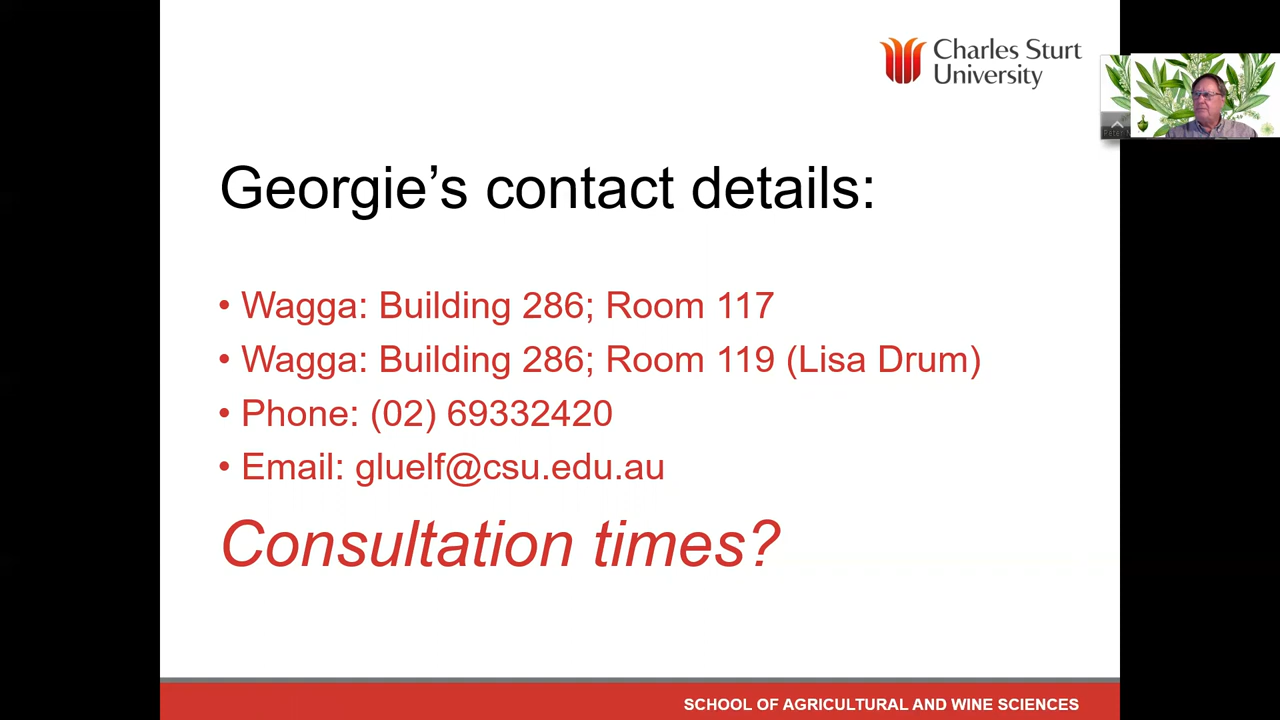 Charles Sturt
University
Georgie’s contact details:
• Wagga: Building 286; Room 117
• Wagga: Building 286; Room 119 (Lisa Drum)
• Phone: (02) 69332420
• Email: gluelf@csu.edu.au
Consultation times?
SCHOOL OF AGRICULTURAL AND WINE SCIENCES